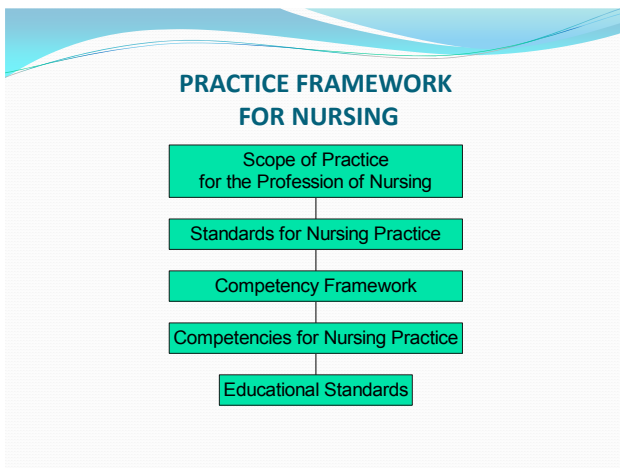 PRACTICE FRAMEWORK
FOR NURSING
Scope of Practice
for the Profession of Nursing
Standards for Nursing Practice
Competency Framework
Competencies for Nursing Practice
Educational Standards